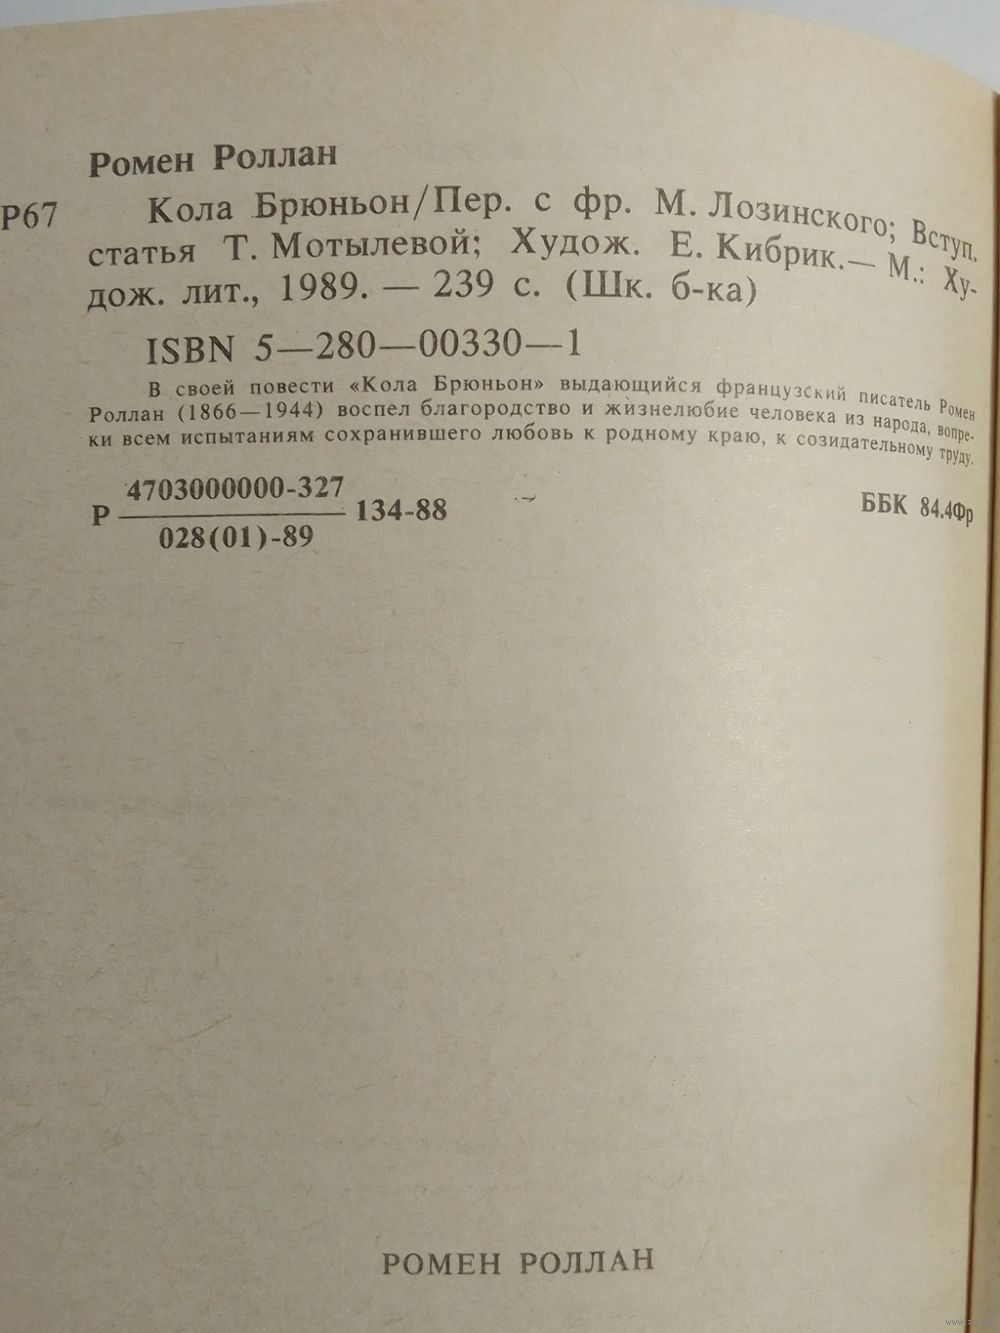 Ромен Роллан
Р67 Кола Брюньон/Пер. с фр. М. Лозинского; Вступ.
статья Т. Мотылевой; Худож. Е. Кибрик.— М.: Ху-
дож. лит., 1989. — 239 с. (Шк. б-ка)
ISBN 5—280—00330—1
В своей повести «Кола Брюньон» выдающийся французский писатель Ромен
Роллан (1866—1944) воспел благородство и жизнелюбие человека из народа, вопре-
ки всем испытаниям сохранившего любовь к родному краю, к созидательному труду.
4703000000-327
Р 134-88
028(01)-89
ББК 84.4Фр
РОМЕН РОЛЛАН